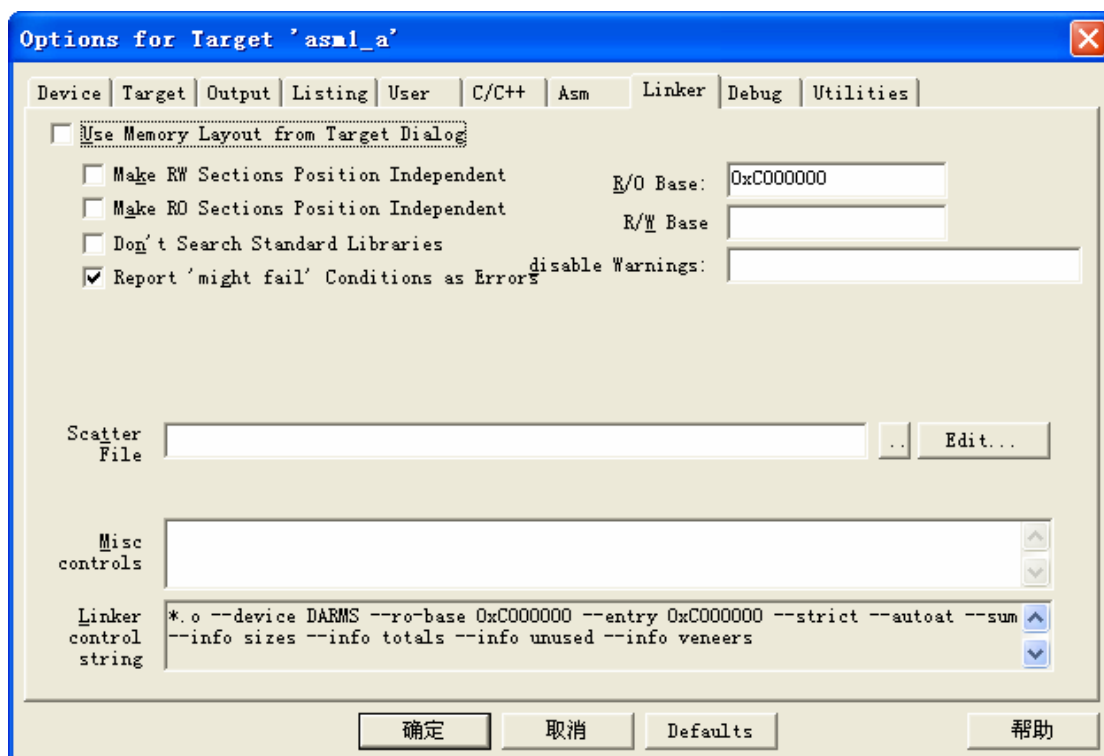 Options for Target 'asm1_a'
Device Target Output Listing User C/C++ Asm Linker Debug Utilities
Use Memory Layout from Target Dialog
Make RW Sections Position Independent
Make RO Sections Position Independent
Don't Search Standard Libraries
Report 'might fail' Conditions as Errors
R/O Base: 0xC000000
R/W Base
disable Warnings:
Scatter
File
.. Edit...
Misc
controls
Linker
control
string
*.o --device DARMS --ro-base 0xC000000 --entry 0xC000000 --strict --autoat --sum
--info sizes --info totals --info unused --info veneers
确定 取消 Defaults 帮助